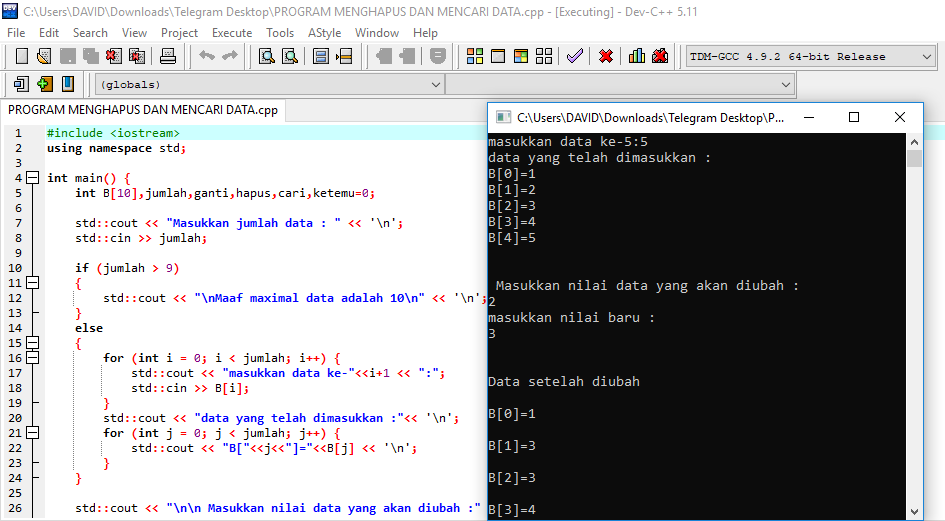 C:\Users\DAVID\Downloads\Telegram Desktop\PROGRAM MENGHAPUS DAN MENCARI DATA.cpp - [Executing] - Dev-C++ 5.11
File Edit Search View Project Execute Tools AStyle Window Help
TDM-GCC 4.9.2 64-bit Release
(globals)
PROGRAM MENGHAPUS DAN MENCARI DATA.cpp
1 #include <iostream>
2 using namespace std;
3
4 int main() {
5 int B[10],jumlah,ganti,hapus,cari,ketemu=0;
6
7 std::cout << "Masukkan jumlah data : " << '\n';
8 std::cin >> jumlah;
9
10 if (jumlah > 9)
11 {
12 std::cout << "\nMaaf maximal data adalah 10\n" << '\n';
13 }
14 else
15 {
16 for (int i = 0; i < jumlah; i++) {
17 std::cout << "masukkan data ke-"<<i+1 << ":";
18 std::cin >> B[i];
19 }
20 std::cout << "data yang telah dimasukkan :"<< '\n';
21 for (int j = 0; j < jumlah; j++) {
22 std::cout << "B["<<j<<"]="<<B[j] << '\n';
23 }
24 }
25
26 std::cout << "\n\n Masukkan nilai data yang akan diubah :"
C:\Users\DAVID\Downloads\Telegram Desktop\P...
masukkan data ke-5:5
data yang telah dimasukkan :
B[0]=1
B[1]=2
B[2]=3
B[3]=4
B[4]=5
Masukkan nilai data yang akan diubah :
2
masukkan nilai baru :
3
Data setelah diubah
B[0]=1
B[1]=3
B[2]=3
B[3]=4